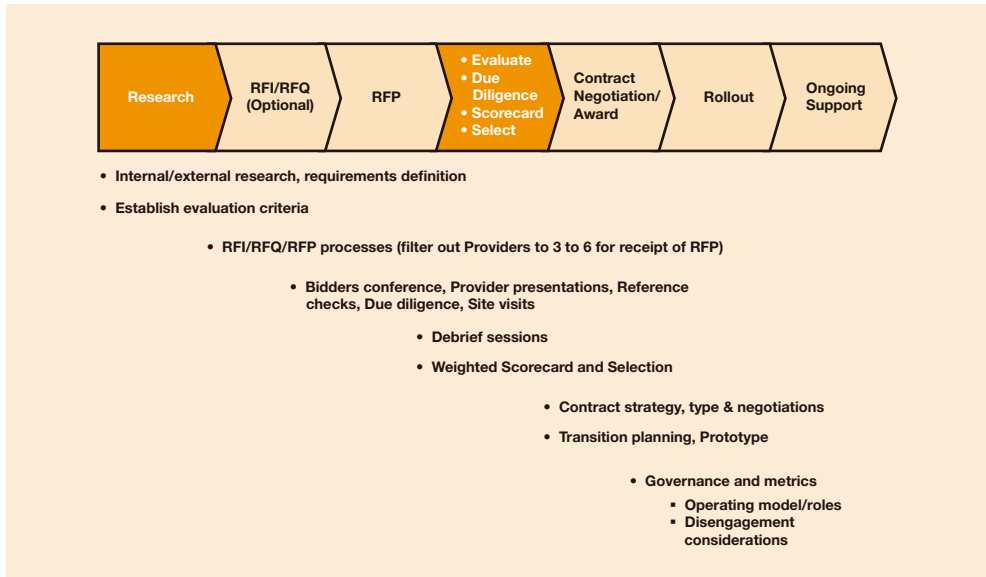 Research
RFI/RFQ
(Optional)
RFP
• Evaluate
• Due
Diligence
• Scorecard
• Select
Contract
Negotiation/
Award
Rollout
Ongoing
Support
• Internal/external research, requirements definition
• Establish evaluation criteria
• RFI/RFQ/RFP processes (filter out Providers to 3 to 6 for receipt of RFP)
• Bidders conference, Provider presentations, Reference
checks, Due diligence, Site visits
• Debrief sessions
• Weighted Scorecard and Selection
• Contract strategy, type & negotiations
• Transition planning, Prototype
• Governance and metrics
▪ Operating model/roles
▪ Disengagement
considerations